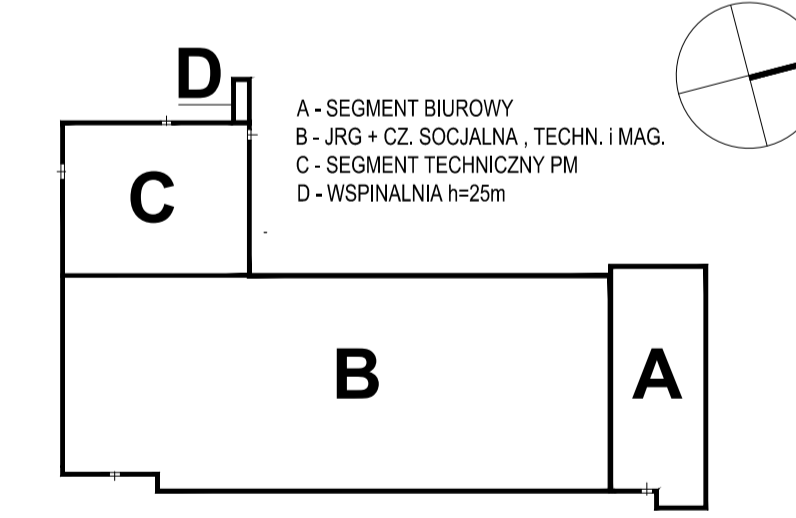 D
A - SEGMENT BIUROWY
B - JRG + CZ. SOCJALNA , TECHN. i MAG.
C - SEGMENT TECHNICZNY PM
D - WSPINALNIA h=25m
C
B
A